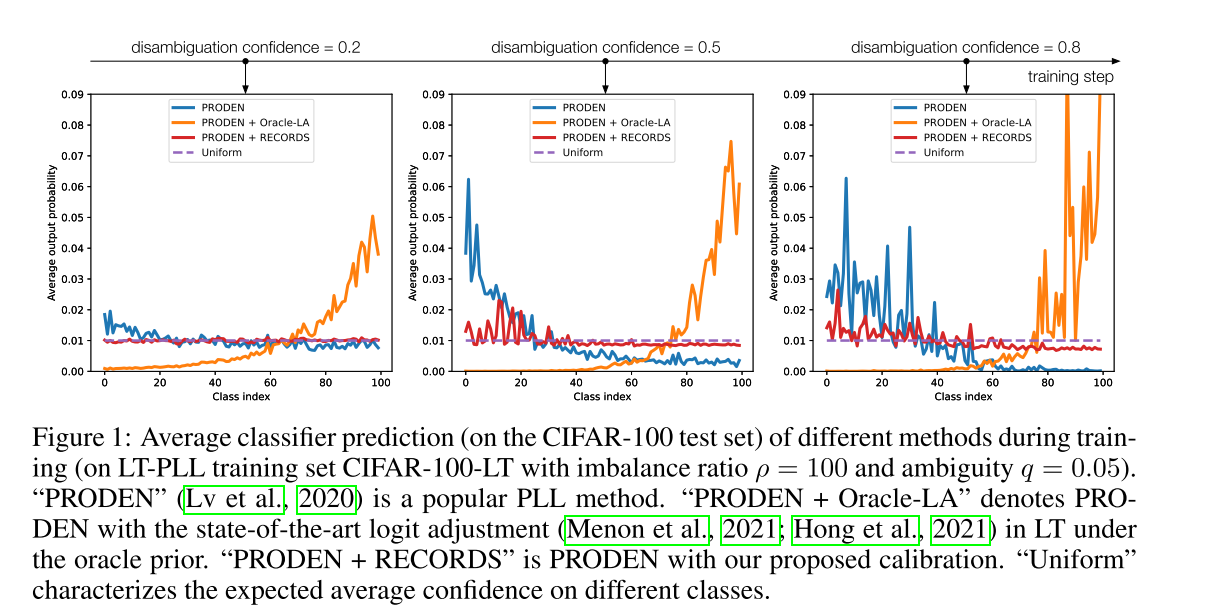 disambiguation confidence = 0.2 disambiguation confidence = 0.5 disambiguation confidence = 0.8
training step
PRODEN
PRODEN + Oracle-LA
PRODEN + RECORDS
Uniform
Average output probability
0.09
0.08
0.07
0.06
0.05
0.04
0.03
0.02
0.01
0.00
0 20 40 60 80 100
Class index
PRODEN
PRODEN + Oracle-LA
PRODEN + RECORDS
Uniform
Average output probability
0.09
0.08
0.07
0.06
0.05
0.04
0.03
0.02
0.01
0.00
0 20 40 60 80 100
Class index
PRODEN
PRODEN + Oracle-LA
PRODEN + RECORDS
Uniform
Average output probability
0.09
0.08
0.07
0.06
0.05
0.04
0.03
0.02
0.01
0.00
0 20 40 60 80 100
Class index
Figure 1: Average classifier prediction (on the CIFAR-100 test set) of different methods during train-
ing (on LT-PLL training set CIFAR-100-LT with imbalance ratio ρ = 100 and ambiguity q = 0.05).
“PRODEN” (Lv et al., 2020) is a popular PLL method. “PRODEN + Oracle-LA” denotes PRO-
DEN with the state-of-the-art logit adjustment (Menon et al., 2021; Hong et al., 2021) in LT under
the oracle prior. “PRODEN + RECORDS” is PRODEN with our proposed calibration. “Uniform”
characterizes the expected average confidence on different classes.